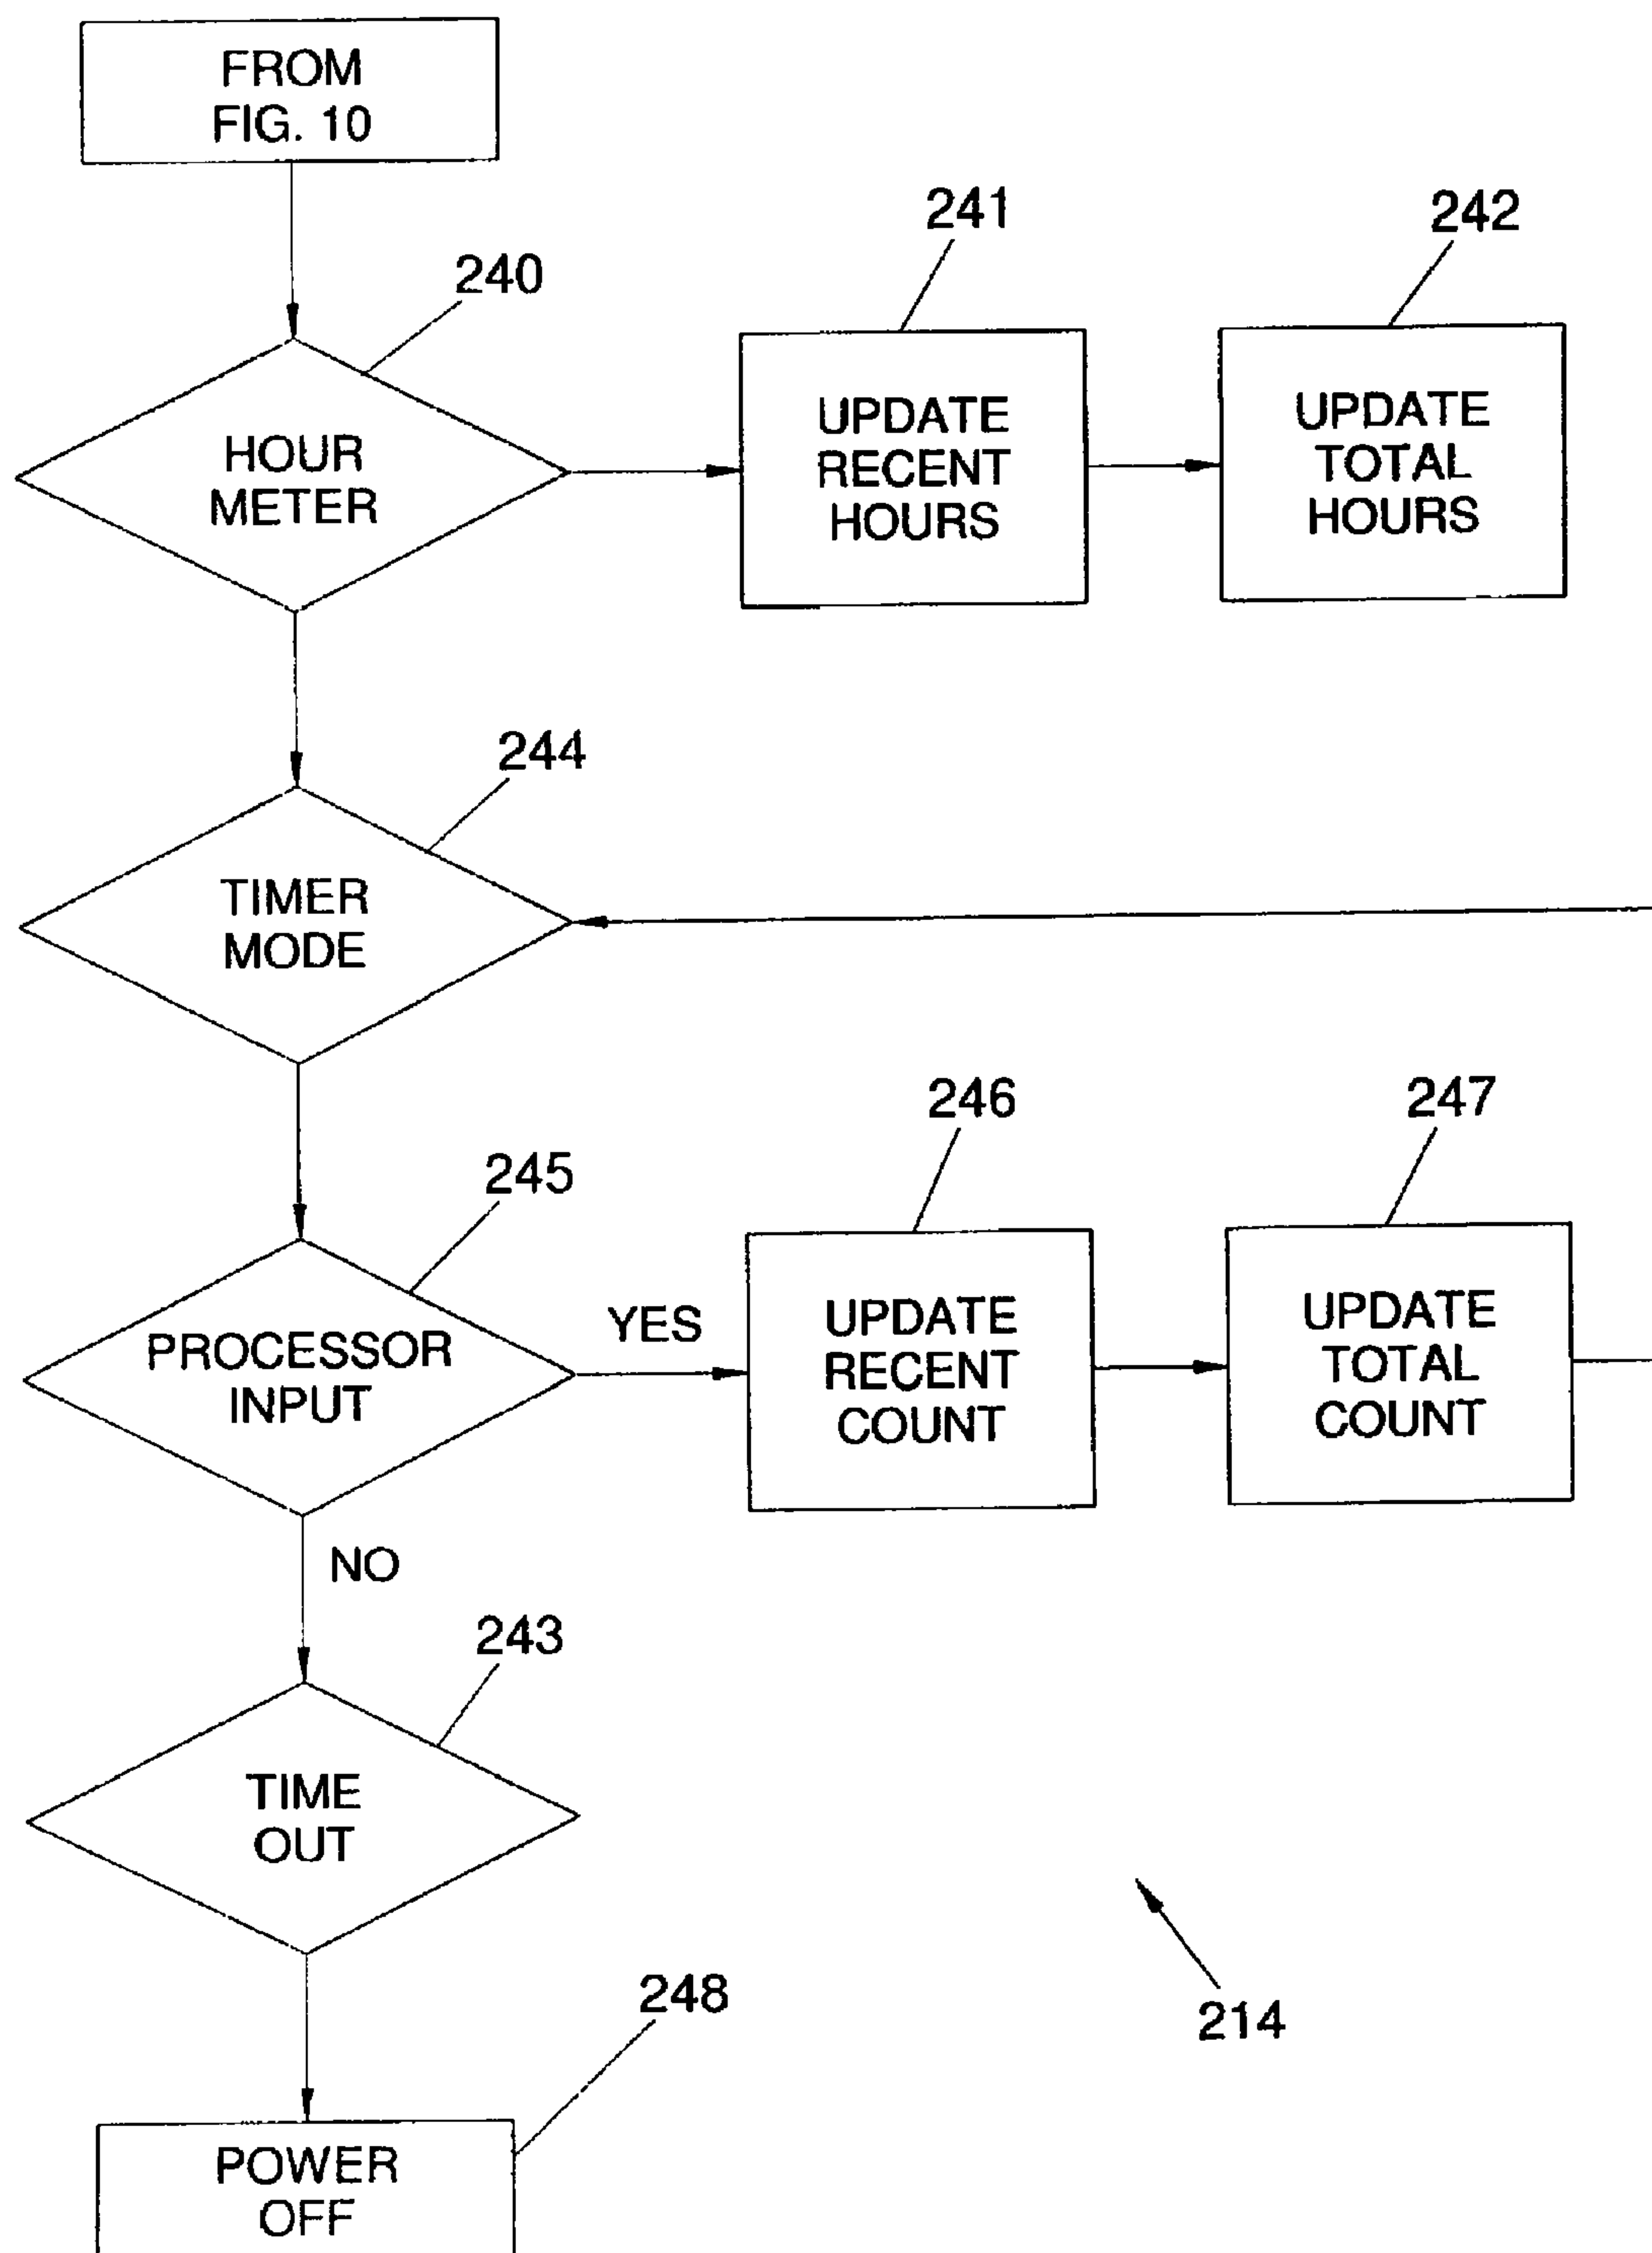 FROM
FIG. 10
240
241
242
HOUR
METER
UPDATE
RECENT
HOURS
UPDATE
TOTAL
HOURS
244
TIMER
MODE
245
246
247
PROCESSOR
INPUT
YES
UPDATE
RECENT
COUNT
UPDATE
TOTAL
COUNT
NO
243
TIME
OUT
248
214
POWER
OFF